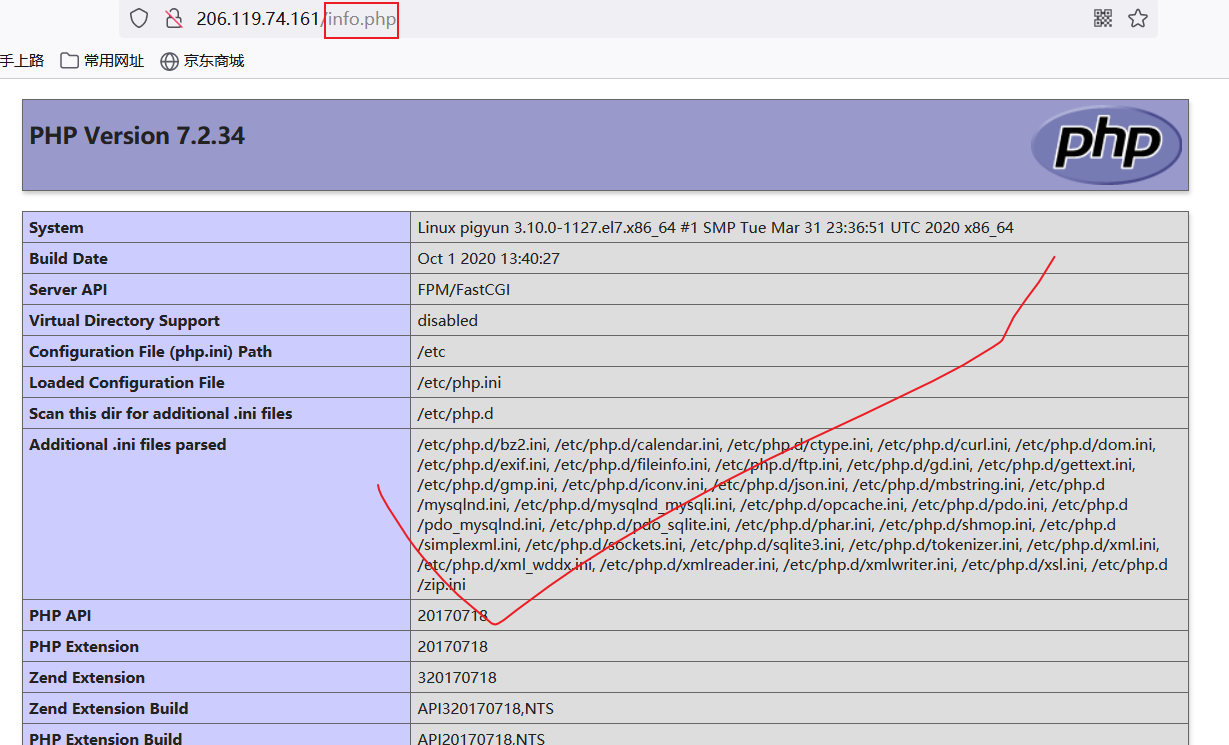 206.119.74.161/info.php
手上路 常用网址 京东商城
PHP Version 7.2.34
php
System Linux pigyun 3.10.0-1127.el7.x86_64 #1 SMP Tue Mar 31 23:36:51 UTC 2020 x86_64
Build Date Oct 1 2020 13:40:27
Server API FPM/FastCGI
Virtual Directory Support disabled
Configuration File (php.ini) Path /etc
Loaded Configuration File /etc/php.ini
Scan this dir for additional .ini files /etc/php.d
Additional .ini files parsed /etc/php.d/bz2.ini, /etc/php.d/calendar.ini, /etc/php.d/ctype.ini, /etc/php.d/curl.ini, /etc/php.d/dom.ini,
/etc/php.d/exif.ini, /etc/php.d/fileinfo.ini, /etc/php.d/ftp.ini, /etc/php.d/gd.ini, /etc/php.d/gettext.ini,
/etc/php.d/gmp.ini, /etc/php.d/iconv.ini, /etc/php.d/json.ini, /etc/php.d/mbstring.ini, /etc/php.d
/mysqlnd.ini, /etc/php.d/mysqlnd_mysqli.ini, /etc/php.d/opcache.ini, /etc/php.d/pdo.ini, /etc/php.d
/pdo_mysqlnd.ini, /etc/php.d/pdo_sqlite.ini, /etc/php.d/phar.ini, /etc/php.d/shmop.ini, /etc/php.d
/simplexml.ini, /etc/php.d/sockets.ini, /etc/php.d/sqlite3.ini, /etc/php.d/tokenizer.ini, /etc/php.d/xml.ini,
/etc/php.d/xml_wddx.ini, /etc/php.d/xmlreader.ini, /etc/php.d/xmlwriter.ini, /etc/php.d/xsl.ini, /etc/php.d
/zip.ini
PHP API 20170718
PHP Extension 20170718
Zend Extension 320170718
Zend Extension Build API320170718,NTS
PHP Extension Build API20170718,NTS